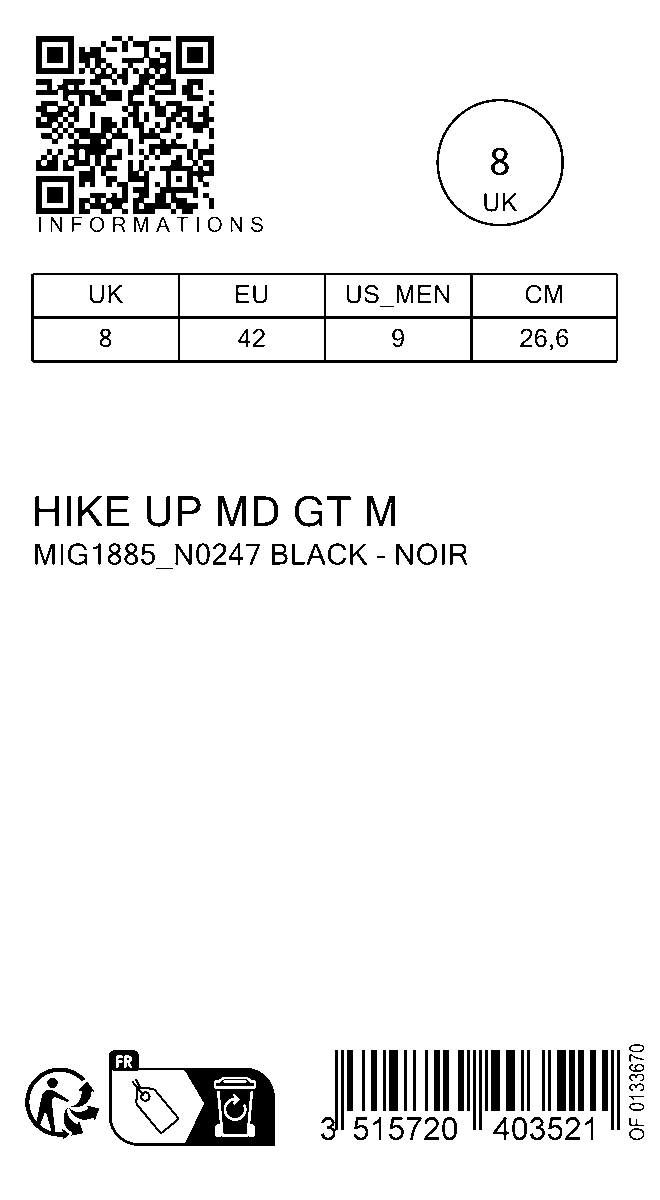 INFORMATIONS
8
UK
UK EU US_MEN CM
8 42 9 26,6
HIKE UP MD GT M
MIG1885_N0247 BLACK - NOIR
FR
3 515720 403521
OF 0133670